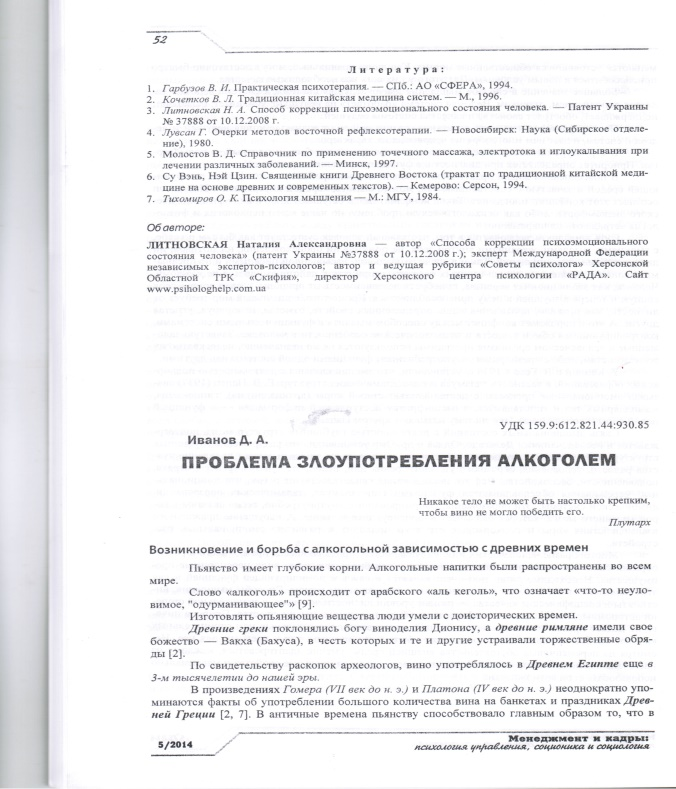 52
Литература:
1. Гарбузов В. И. Практическая психотерапия. — СПб.: АО «СФЕРА», 1994.
2. Кочетков В. Л. Традиционная китайская медицина систем. — М., 1996.
3. Литновская Н. А. Способ коррекции психоэмоционального состояния человека. — Патент Украины
№ 37888 от 10.12.2008 г.
4. Лувсан Г. Очерки методов восточной рефлексотерапии. — Новосибирск: Наука (Сибирское отделе-
ние), 1980.
5. Молостов В. Д. Справочник по применению точечного массажа, электротока и иглоукалывания при
лечении различных заболеваний. — Минск, 1997.
6. Су Вэнь, Нэй Цзин. Священные книги Древнего Востока (трактат по традиционной китайской меди-
цине на основе древних и современных текстов). — Кемерово: Серсон, 1994.
7. Тихомиров О. К. Психология мышления — М.: МГУ, 1984.
Об авторе:
ЛИТНОВСКАЯ Наталия Александровна — автор «Способа коррекции психоэмоционального
состояния человека» (патент Украины №37888 от 10.12.2008 г.); эксперт Международной Федерации
независимых экспертов-психологов; автор и ведущая рубрики «Советы психолога» Херсонской
Областной ТРК «Скифия», директор Херсонского центра психологии «РАДА». Сайт
www.psihologhelp.com.ua
УДК 159.9:612.821.44:930.85
Иванов Д. А.
ПРОБЛЕМА ЗЛОУПОТРЕБЛЕНИЯ АЛКОГОЛЕМ
Никакое тело не может быть настолько крепким,
чтобы вино не могло победить его.
Плутарх
Возникновение и борьба с алкогольной зависимостью с древних времен
Пьянство имеет глубокие корни. Алкогольные напитки были распространены во всем
мире.
Слово «алкоголь» происходит от арабского «аль кеголь», что означает «что-то неуло-
вимое, "одурманивающее"» [9].
Изготовлять опьяняющие вещества люди умели с доисторических времен.
Древние греки поклонялись богу виноделия Дионису, а древние римляне имели свое
божество — Вакха (Бахуса), в честь которых и те и другие устраивали торжественные обря-
ды [2].
По свидетельству раскопок археологов, вино употреблялось в Древнем Египте еще в
3-м тысячелетии до нашей эры.
В произведениях Гомера (VII век до н. э.) и Платона (IV век до н. э.) неоднократно упо-
минаются факты об употреблении большого количества вина на банкетах и праздниках Древ-
ней Греции [2, 7]. В античные времена пьянству способствовало главным образом то, что в
5/2014
Менеджмент и кадры:
психология управления, соционика и социология